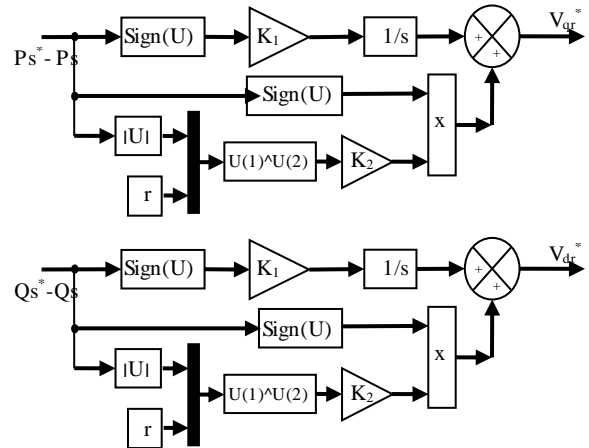 Sign(U)
K₁
1/s
+
+
Vqr*
Ps*-Ps
Sign(U)
|U|
x
U(1)^U(2)
K₂
r
Sign(U)
K₁
1/s
+
+
Vdr*
Qs*-Qs
Sign(U)
|U|
x
U(1)^U(2)
K₂
r